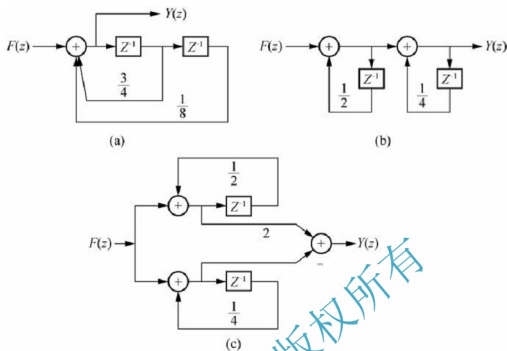 Y(z)
F(z) + Z⁻¹ Z⁻¹
3/4
1/8
(a)
F(z) + + Y(z)
Z⁻¹ Z⁻¹
1/2 1/4
(b)
1/2
+ Z⁻¹
2
F(z) + Y(z)
−
+ Z⁻¹
1/4
(c)
版权所有